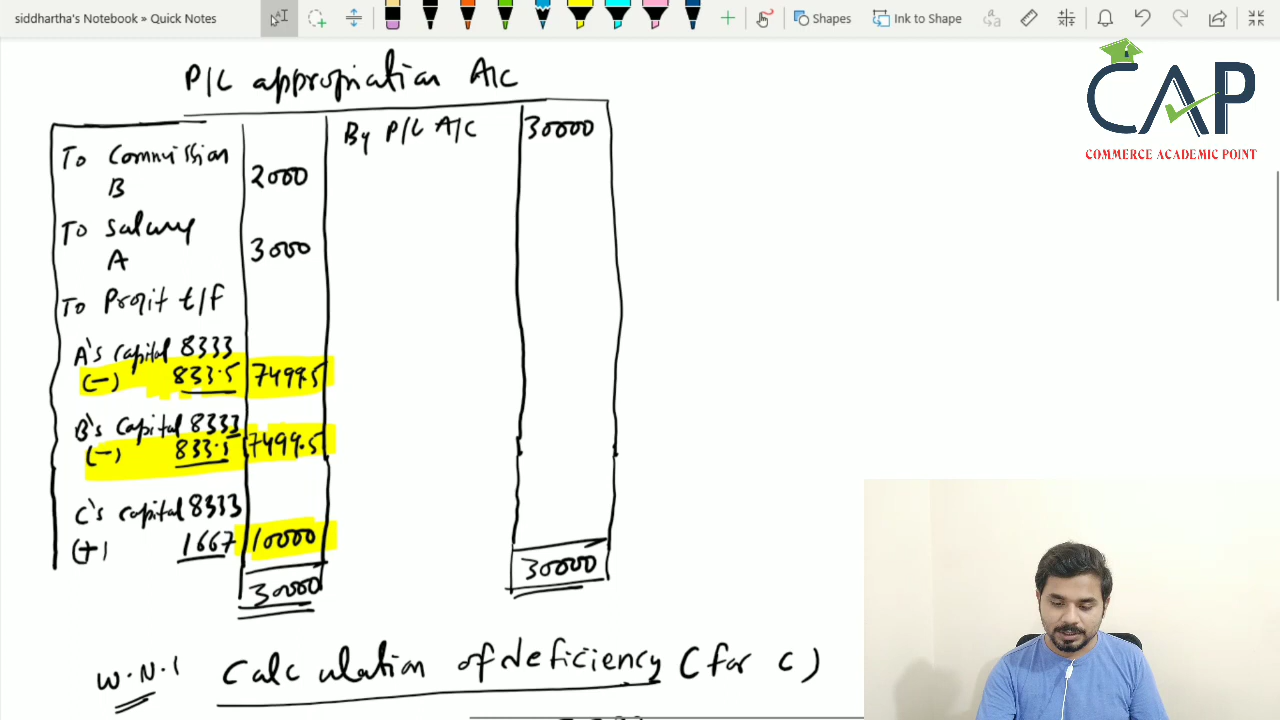 siddhartha's Notebook » Quick Notes
Shapes
Ink to Shape
CAP
COMMERCE ACADEMIC POINT
P/L appropriation A/C
To Commission
B 2000
By P/L A/C 30000
To Salary
A 3000
To Profit t/f
A's Capital 8333
(-) 833.5 7499.5
B's Capital 8333
(-) 833.5 7499.5
C's Capital 8333
(+) 1667 10000
30000 30000
W.N.1 Calculation of deficiency (for C)